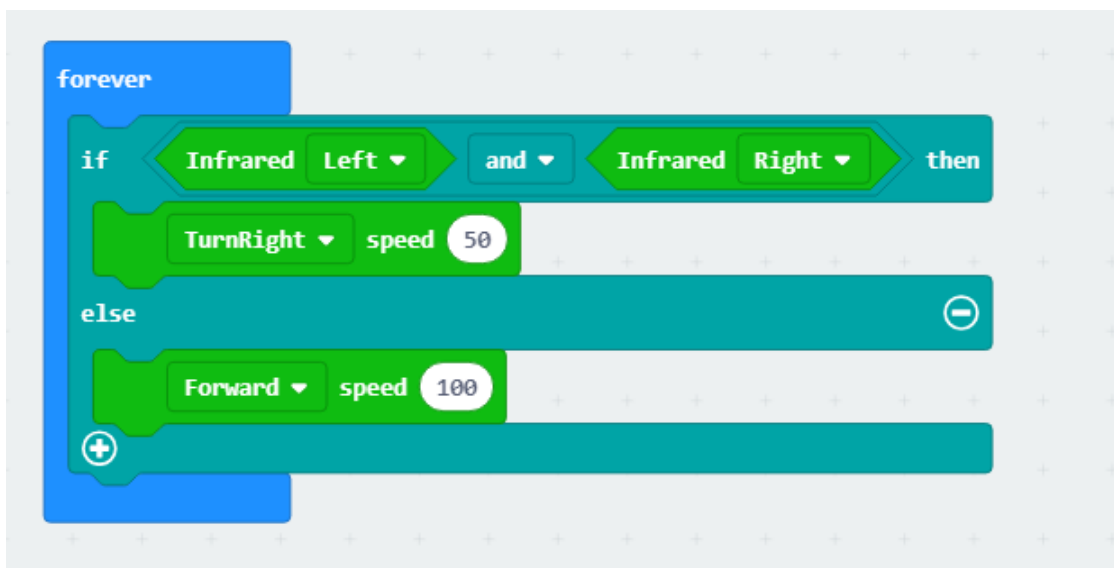 forever
if Infrared Left and Infrared Right then
TurnRight speed 50
else
Forward speed 100